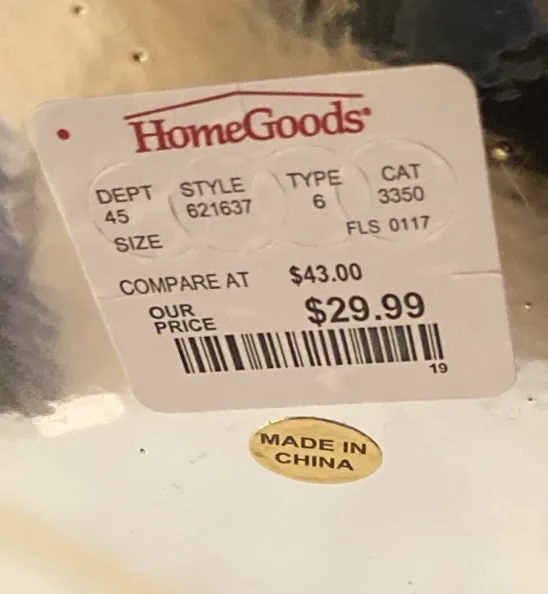 HomeGoods®
DEPT STYLE TYPE CAT
45 621637 6 3350
SIZE FLS 0117
COMPARE AT $43.00
OUR PRICE $29.99
19
MADE IN
CHINA